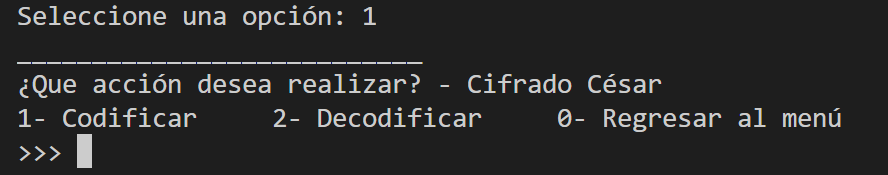 Seleccione una opción: 1
___________________________
¿Que acción desea realizar? - Cifrado César
1- Codificar     2- Decodificar     0- Regresar al menú
>>>